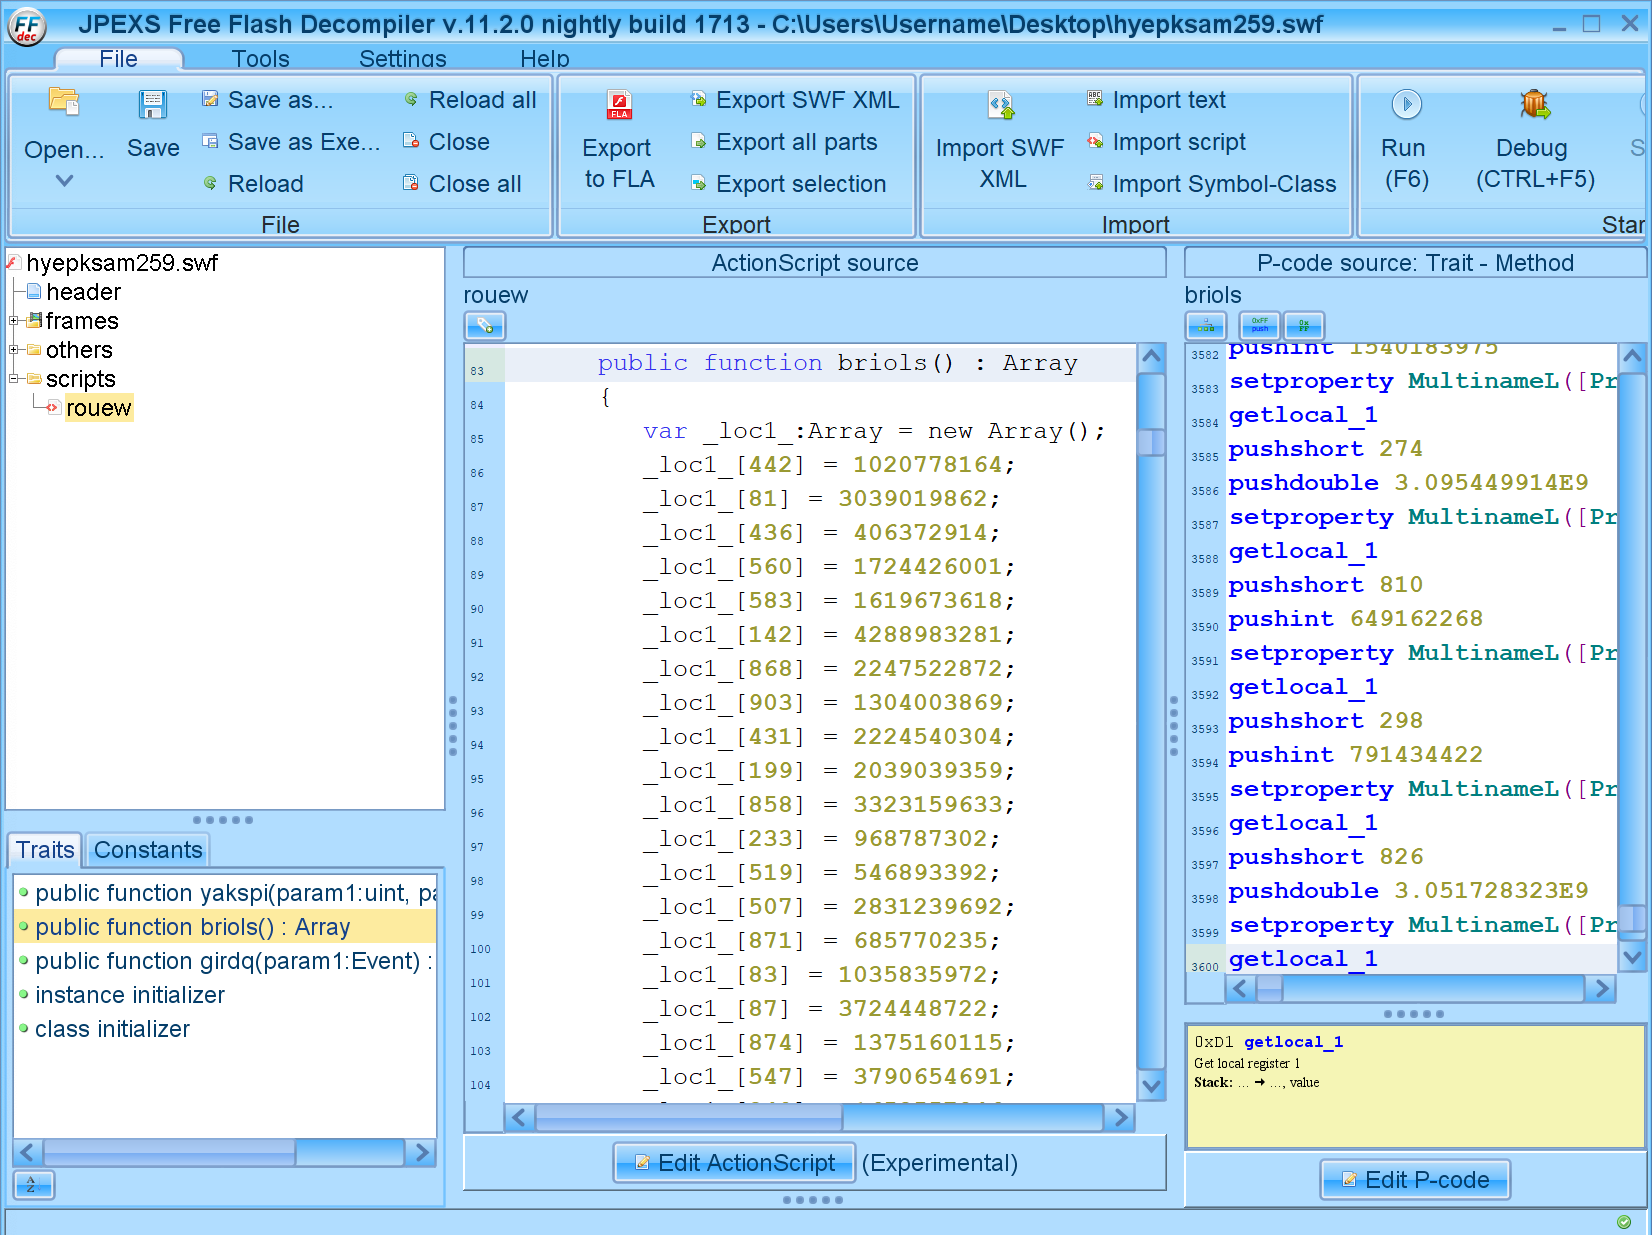 FF dec
JPEXS Free Flash Decompiler v.11.2.0 nightly build 1713 - C:\Users\Username\Desktop\hyepksam259.swf
File Tools Settings Help
Open...
Save
Save as...
Save as Exe...
Reload
Reload all
Close
Close all
File
FLA
Export to FLA
Export SWF XML
Export all parts
Export selection
Export
Import SWF XML
Import text
Import script
Import Symbol-Class
Import
Run (F6)
Debug (CTRL+F5)
S
Star
hyepksam259.swf
header
frames
others
scripts
rouew
Traits Constants
public function yakspi(param1:uint, pa
public function briols() : Array
public function girdq(param1:Event) :
instance initializer
class initializer
ActionScript source
rouew
83 public function briols() : Array
84 {
85 var _loc1_:Array = new Array();
86 _loc1_[442] = 1020778164;
87 _loc1_[81] = 3039019862;
88 _loc1_[436] = 406372914;
89 _loc1_[560] = 1724426001;
90 _loc1_[583] = 1619673618;
91 _loc1_[142] = 4288983281;
92 _loc1_[868] = 2247522872;
93 _loc1_[903] = 1304003869;
94 _loc1_[431] = 2224540304;
95 _loc1_[199] = 2039039359;
96 _loc1_[858] = 3323159633;
97 _loc1_[233] = 968787302;
98 _loc1_[519] = 546893392;
99 _loc1_[507] = 2831239692;
100 _loc1_[871] = 685770235;
101 _loc1_[83] = 1035835972;
102 _loc1_[87] = 3724448722;
103 _loc1_[874] = 1375160115;
104 _loc1_[547] = 3790654691;
Edit ActionScript (Experimental)
P-code source: Trait - Method
briols
3582 pushint 1540183975
3583 setproperty MultinameL([Pr
3584 getlocal_1
3585 pushshort 274
3586 pushdouble 3.095449914E9
3587 setproperty MultinameL([Pr
3588 getlocal_1
3589 pushshort 810
3590 pushint 649162268
3591 setproperty MultinameL([Pr
3592 getlocal_1
3593 pushshort 298
3594 pushint 791434422
3595 setproperty MultinameL([Pr
3596 getlocal_1
3597 pushshort 826
3598 pushdouble 3.051728323E9
3599 setproperty MultinameL([Pr
3600 getlocal_1
0xD1 getlocal_1
Get local register 1
Stack: ... ➔ ..., value
Edit P-code